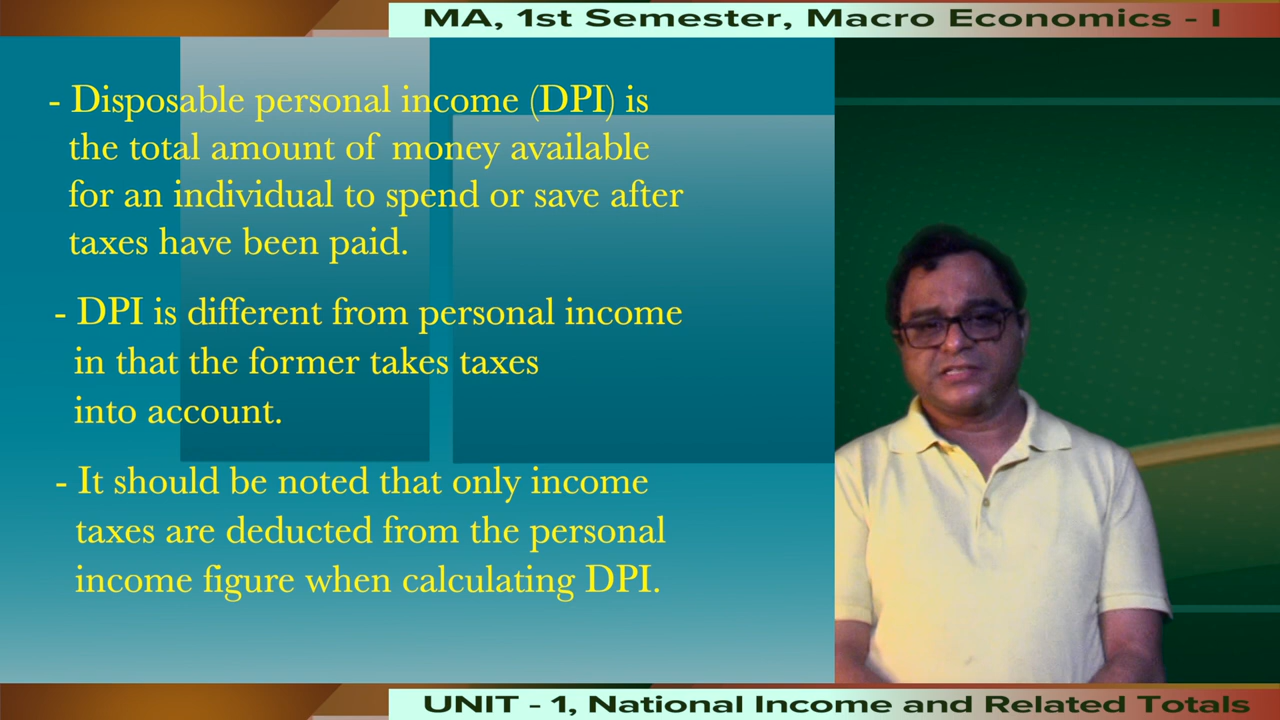 MA, 1st Semester, Macro Economics - I
- Disposable personal income (DPI) is
the total amount of money available
for an individual to spend or save after
taxes have been paid.
- DPI is different from personal income
in that the former takes taxes
into account.
- It should be noted that only income
taxes are deducted from the personal
income figure when calculating DPI.
UNIT - 1, National Income and Related Totals